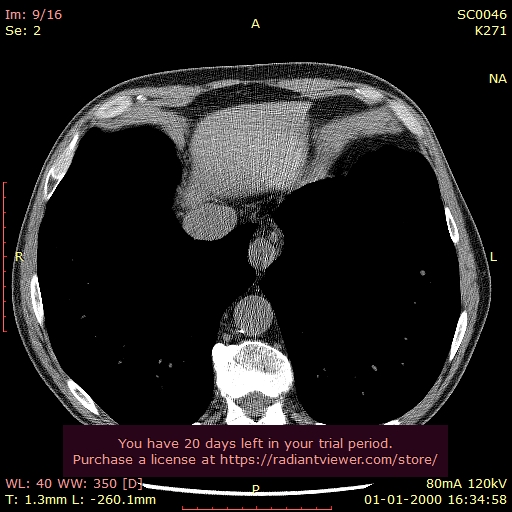 Im: 9/16
Se: 2
A
SC0046
K271
NA
R
L
You have 20 days left in your trial period.
Purchase a license at https://radiantviewer.com/store/
WL: 40 WW: 350 [D]
T: 1.3mm L: -260.1mm
P
80mA 120kV
01-01-2000 16:34:58